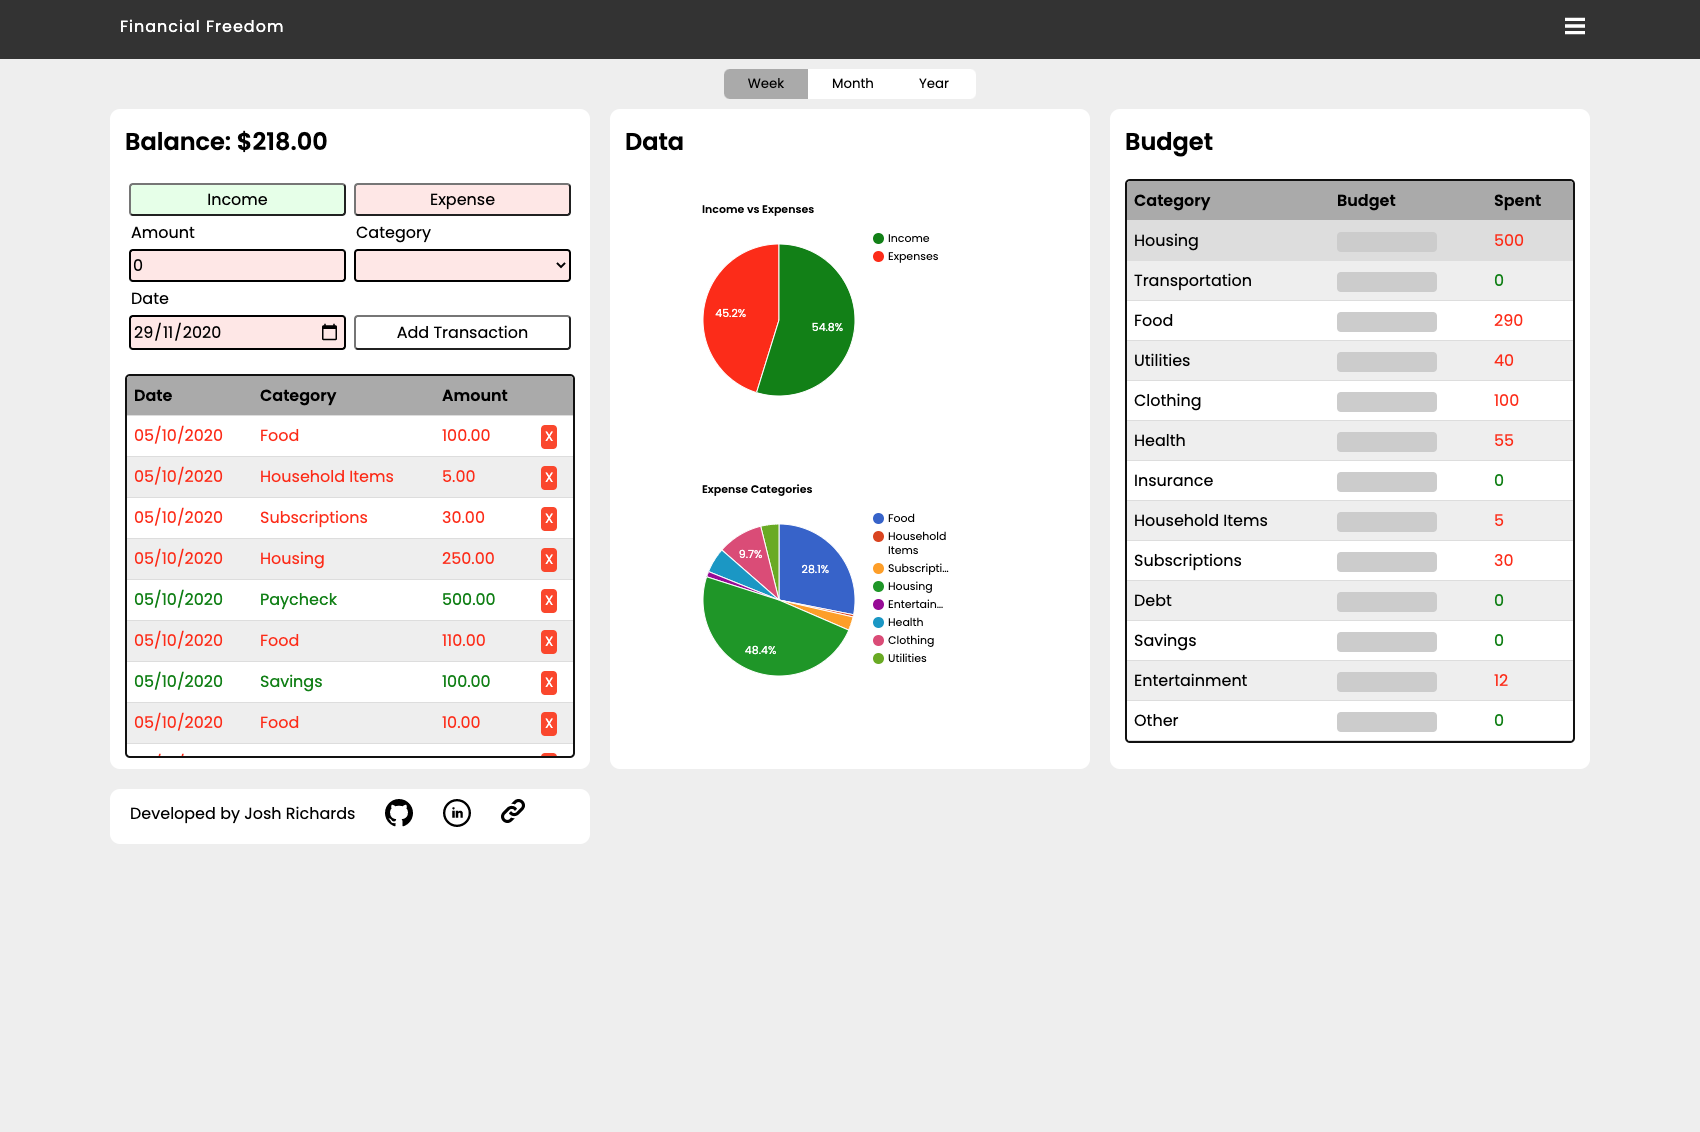 Financial Freedom
Week Month Year
Balance: $218.00
Income Expense
Amount Category
0
Date
29/11/2020 Add Transaction
Date Category Amount
05/10/2020 Food 100.00 X
05/10/2020 Household Items 5.00 X
05/10/2020 Subscriptions 30.00 X
05/10/2020 Housing 250.00 X
05/10/2020 Paycheck 500.00 X
05/10/2020 Food 110.00 X
05/10/2020 Savings 100.00 X
05/10/2020 Food 10.00 X
Data
Income vs Expenses
Income
Expenses
45.2%
54.8%
Expense Categories
Food
Household
Items
Subscripti...
Housing
Entertain...
Health
Clothing
Utilities
9.7%
28.1%
48.4%
Budget
Category Budget Spent
Housing 500
Transportation 0
Food 290
Utilities 40
Clothing 100
Health 55
Insurance 0
Household Items 5
Subscriptions 30
Debt 0
Savings 0
Entertainment 12
Other 0
Developed by Josh Richards in